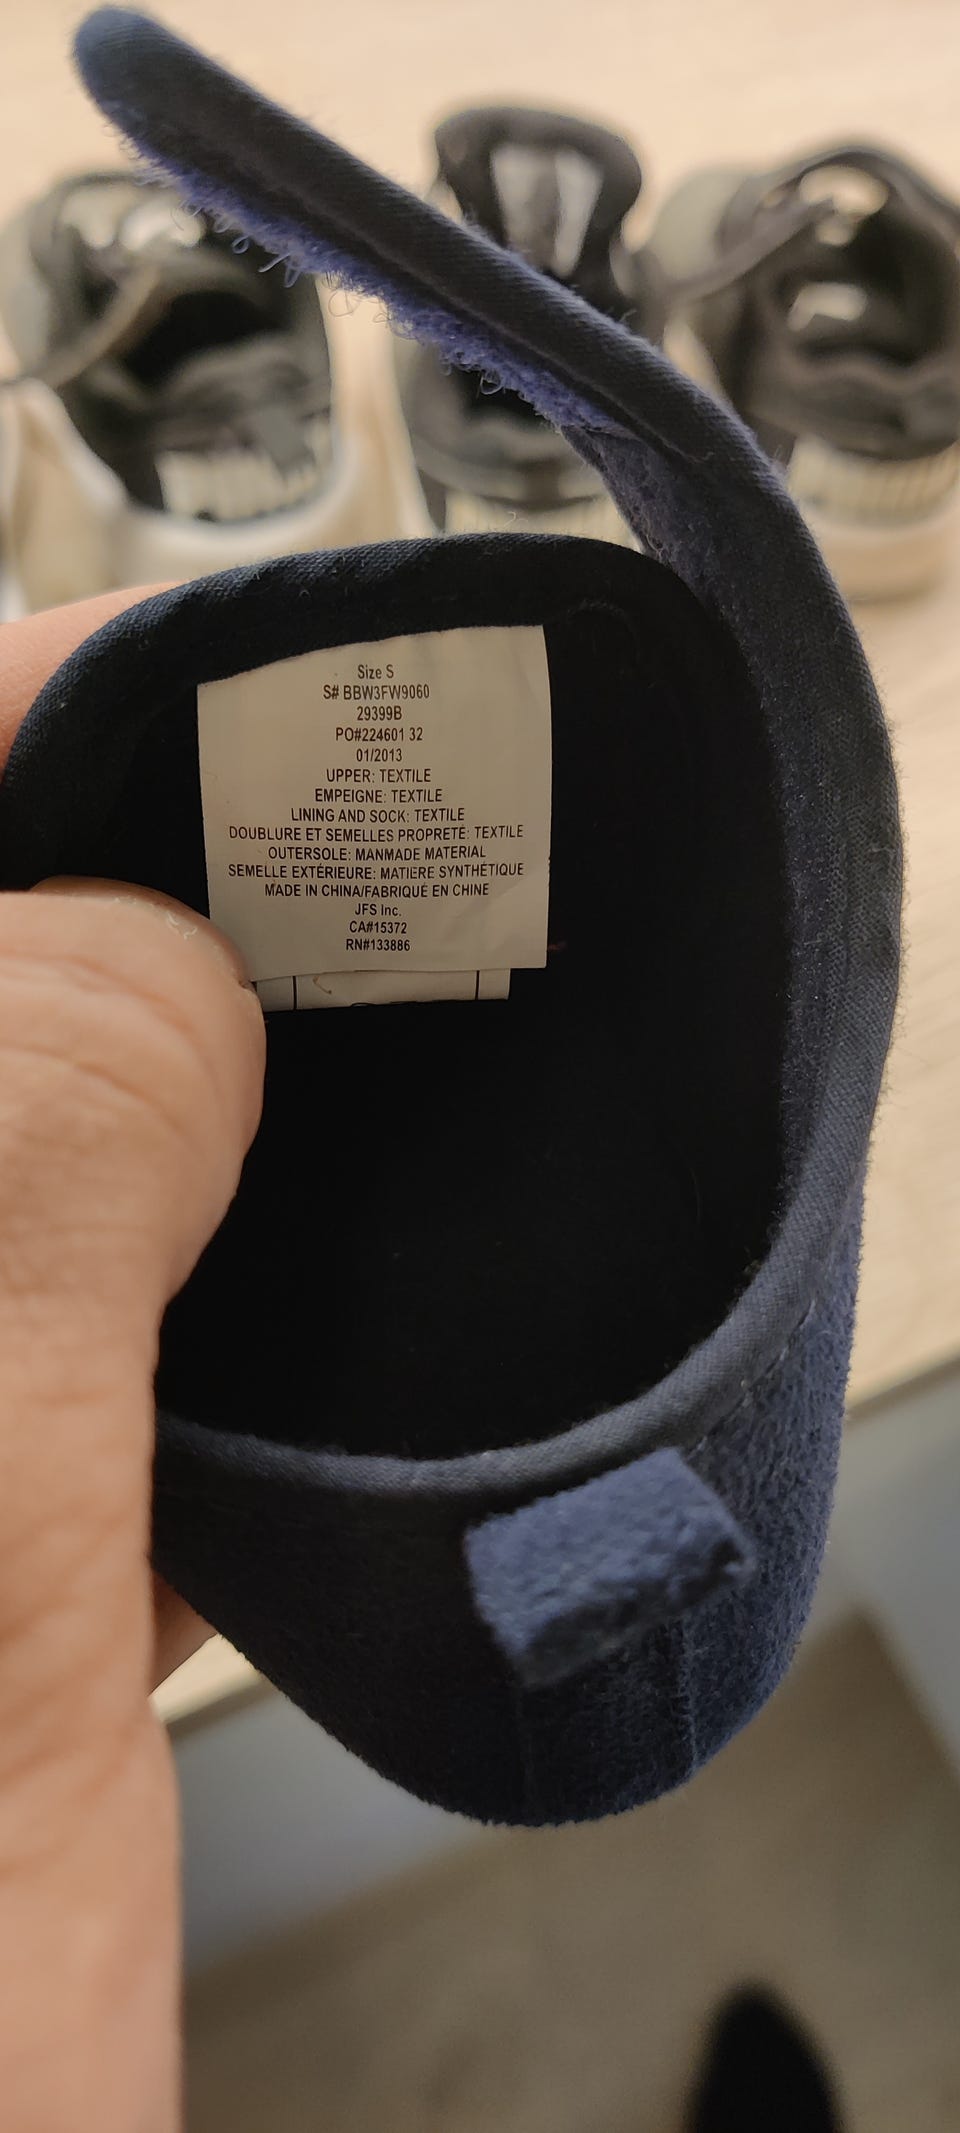 Size S
S# BBW3FW9060
29399B
PO#224601 32
01/2013
UPPER: TEXTILE
EMPEIGNE: TEXTILE
LINING AND SOCK: TEXTILE
DOUBLURE ET SEMELLES PROPRETÉ: TEXTILE
OUTERSOLE: MANMADE MATERIAL
SEMELLE EXTÉRIEURE: MATIERE SYNTHÉTIQUE
MADE IN CHINA/FABRIQUÉ EN CHINE
JFS Inc.
CA#15372
RN#133886